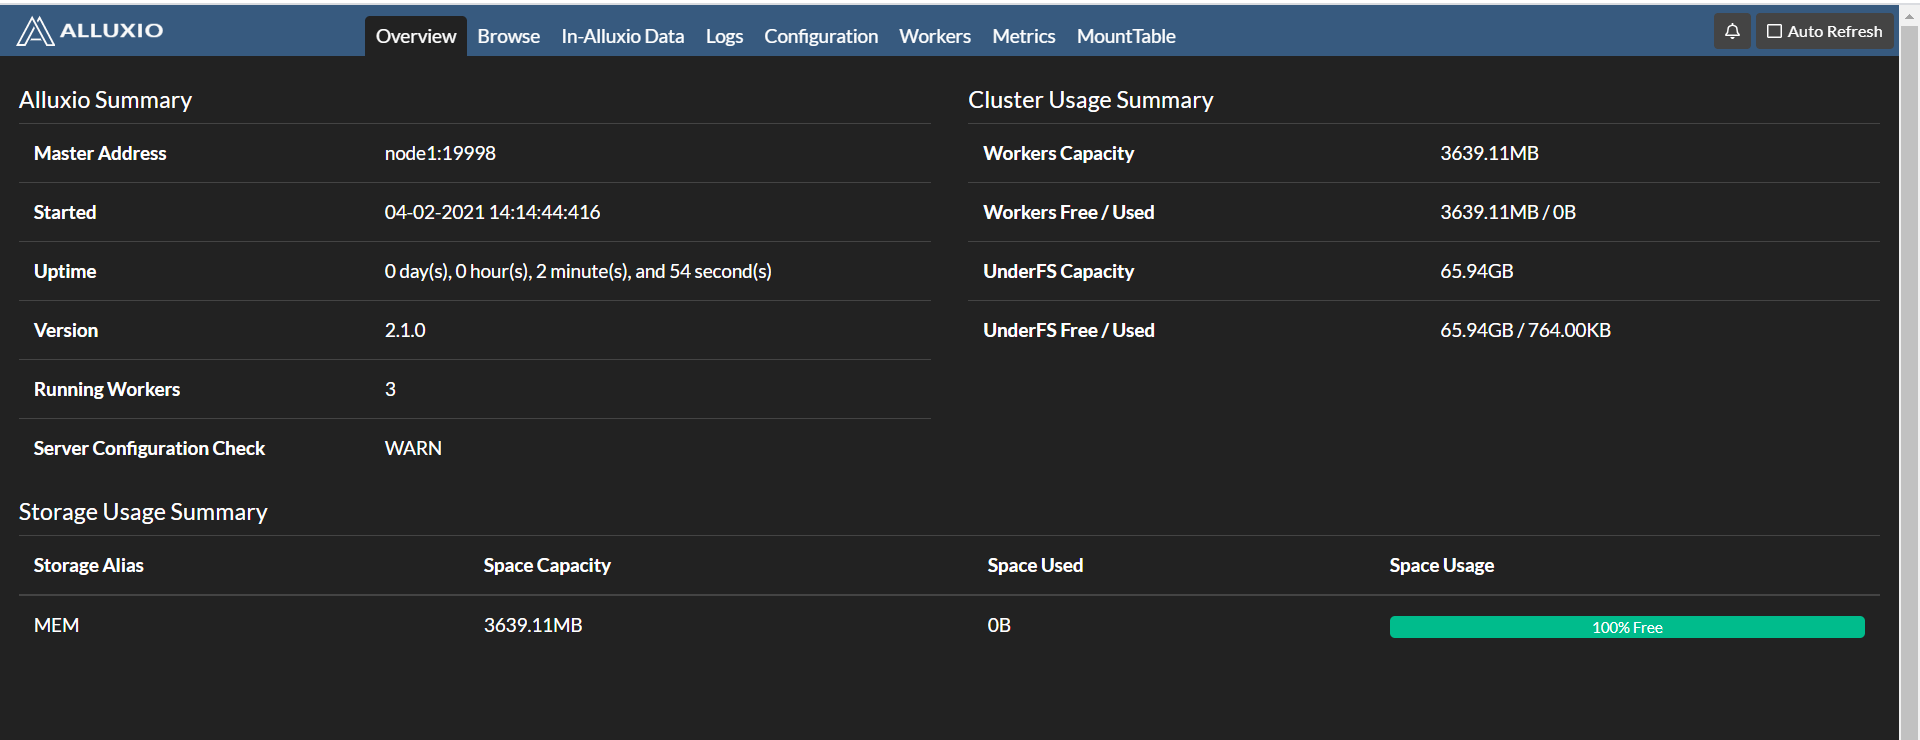 ALLUXIO
Overview Browse In-Alluxio Data Logs Configuration Workers Metrics MountTable
Auto Refresh
Alluxio Summary
Master Address node1:19998
Started 04-02-2021 14:14:44:416
Uptime 0 day(s), 0 hour(s), 2 minute(s), and 54 second(s)
Version 2.1.0
Running Workers 3
Server Configuration Check WARN
Cluster Usage Summary
Workers Capacity 3639.11MB
Workers Free / Used 3639.11MB / 0B
UnderFS Capacity 65.94GB
UnderFS Free / Used 65.94GB / 764.00KB
Storage Usage Summary
Storage Alias Space Capacity Space Used Space Usage
MEM 3639.11MB 0B 100% Free